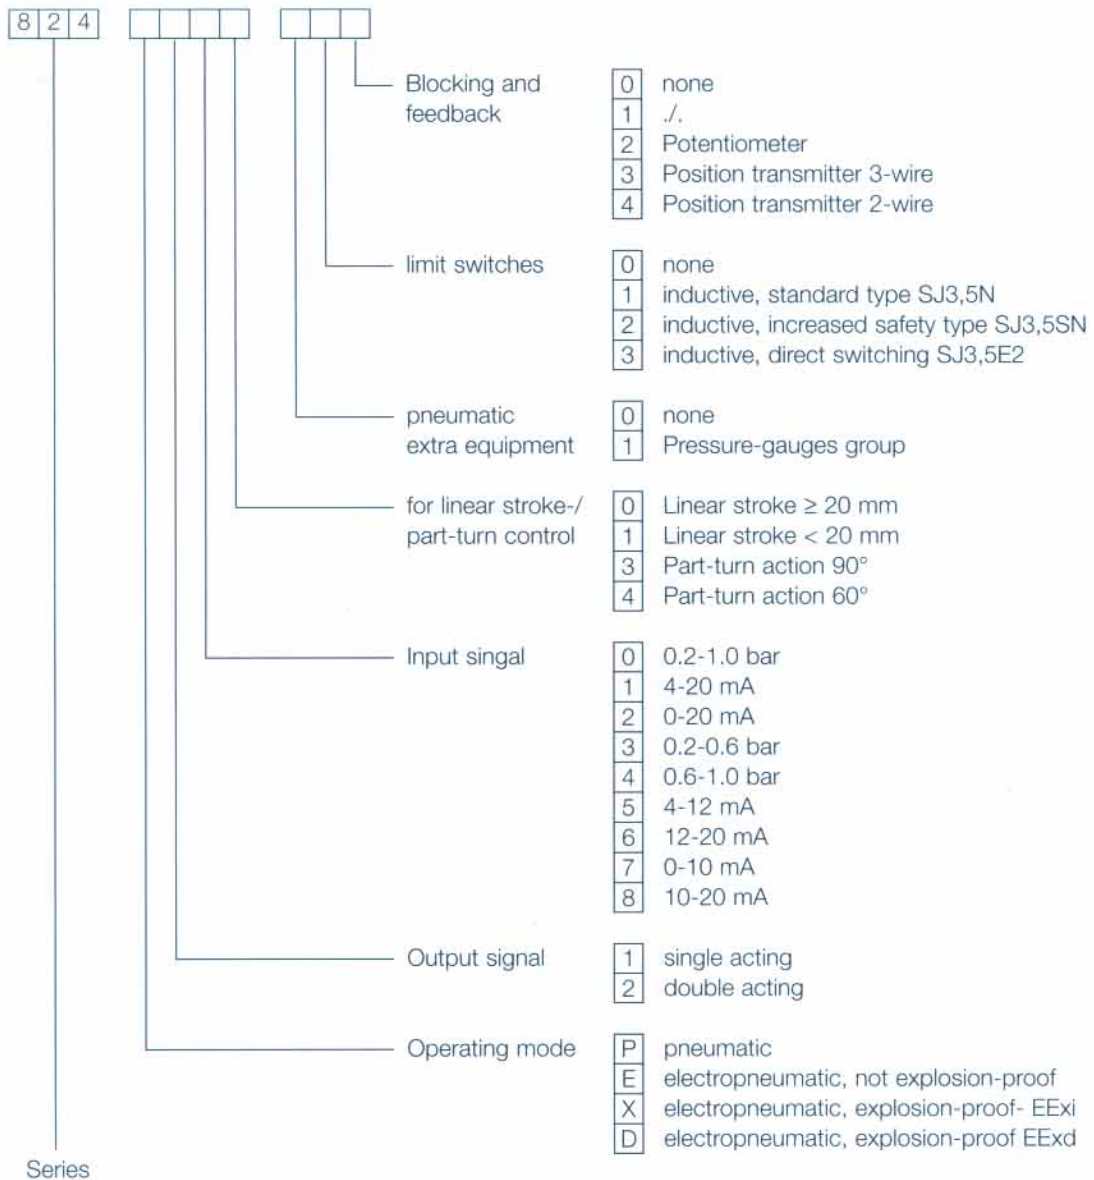 8 2 4
Blocking and 0 none
feedback 1 ./.
2 Potentiometer
3 Position transmitter 3-wire
4 Position transmitter 2-wire
limit switches 0 none
1 inductive, standard type SJ3,5N
2 inductive, increased safety type SJ3,5SN
3 inductive, direct switching SJ3,5E2
pneumatic 0 none
extra equipment 1 Pressure-gauges group
for linear stroke-/ 0 Linear stroke ≥ 20 mm
part-turn control 1 Linear stroke < 20 mm
3 Part-turn action 90°
4 Part-turn action 60°
Input singal 0 0.2-1.0 bar
1 4-20 mA
2 0-20 mA
3 0.2-0.6 bar
4 0.6-1.0 bar
5 4-12 mA
6 12-20 mA
7 0-10 mA
8 10-20 mA
Output signal 1 single acting
2 double acting
Operating mode P pneumatic
E electropneumatic, not explosion-proof
X electropneumatic, explosion-proof- EExi
D electropneumatic, explosion-proof EExd
Series